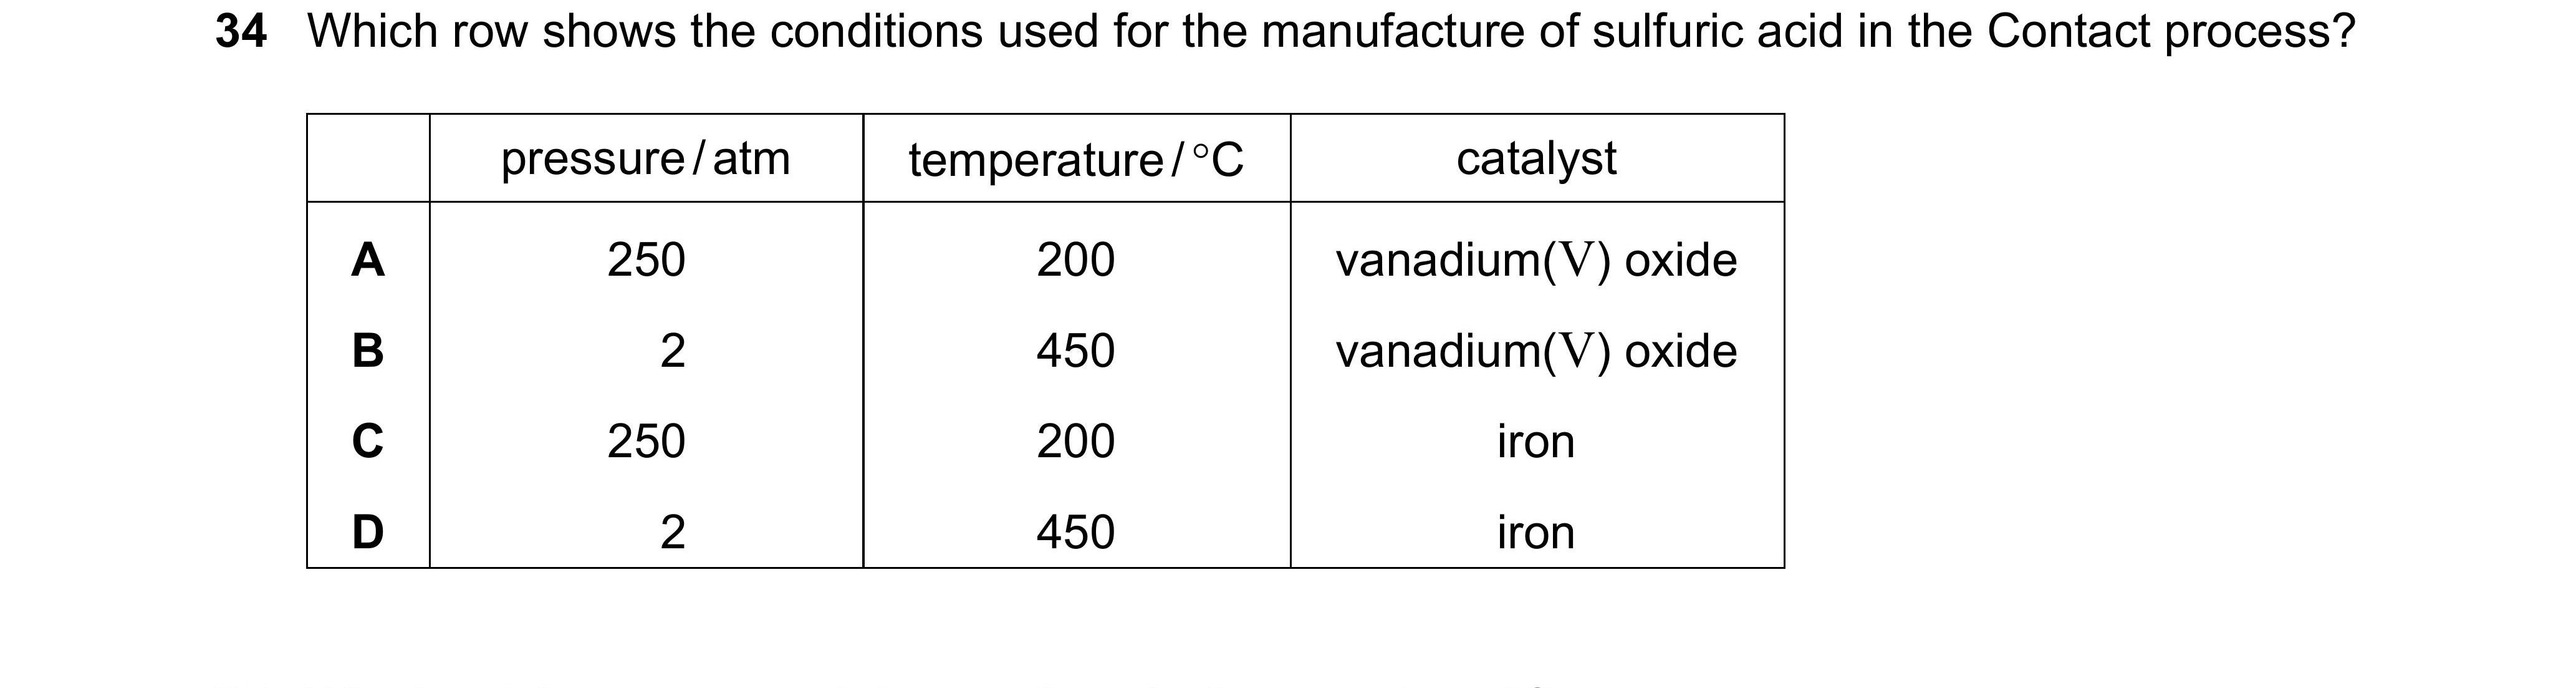 34 Which row shows the conditions used for the manufacture of sulfuric acid in the Contact process?
pressure / atm temperature / °C catalyst
A 250 200 vanadium(V) oxide
B 2 450 vanadium(V) oxide
C 250 200 iron
D 2 450 iron